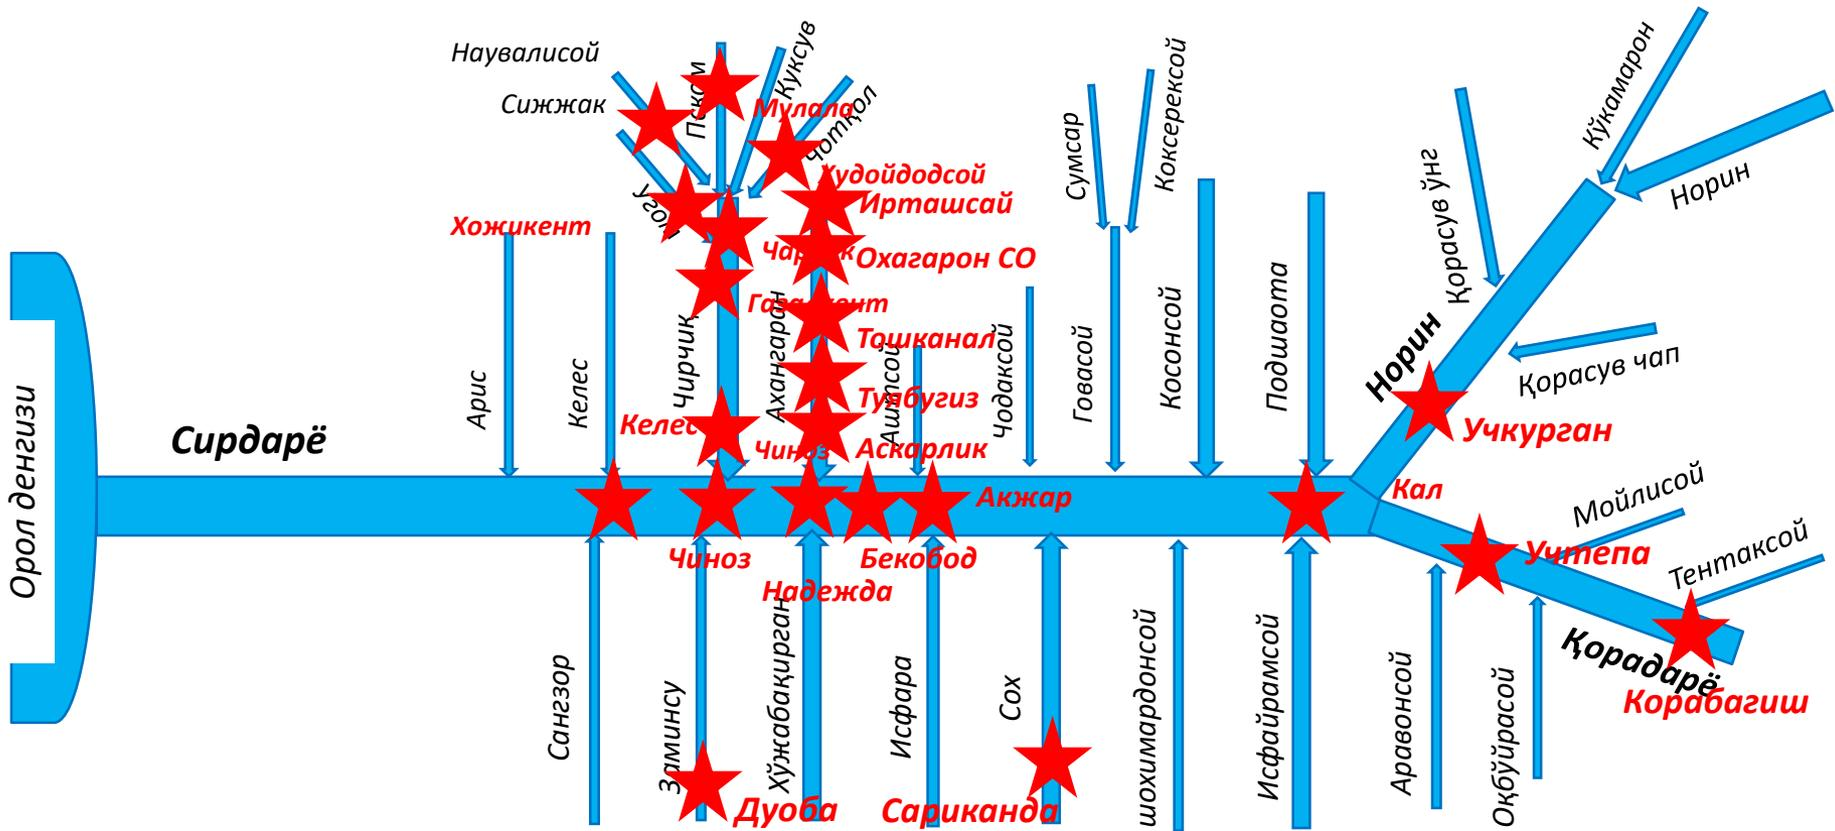 Наувалисой
Сижжак
Пском
Куксув
Чотқол
Угом
Мулала
Худойдодсой
Ирташсай
Хожикент
Чарвак
Охагарон СО
Газалкент
Тошканал
Туябугиз
Аскарлик
Келес
Чиноз
Арис
Келес
Чирчиқ
Ахангарон
Аштсой
Чодаксой
Сумсар
Коксерексой
Говасой
Косонсой
Подшаота
Қорасув ўнг
Кўкамарон
Норин
Қорасув чап
Норин
Учкурган
Орол денгизи
Сирдарё
Акжар
Кал
Чиноз
Надежда
Бекобод
Мойлисой
Тентаксой
Учтепа
Қорадарё
Корабагиш
Сангзор
Заминсу
Хўжабақирган
Исфара
Сох
шохимардонсой
Исфайрамсой
Аравонсой
Оқбўйрасой
Дуоба
Сариканда